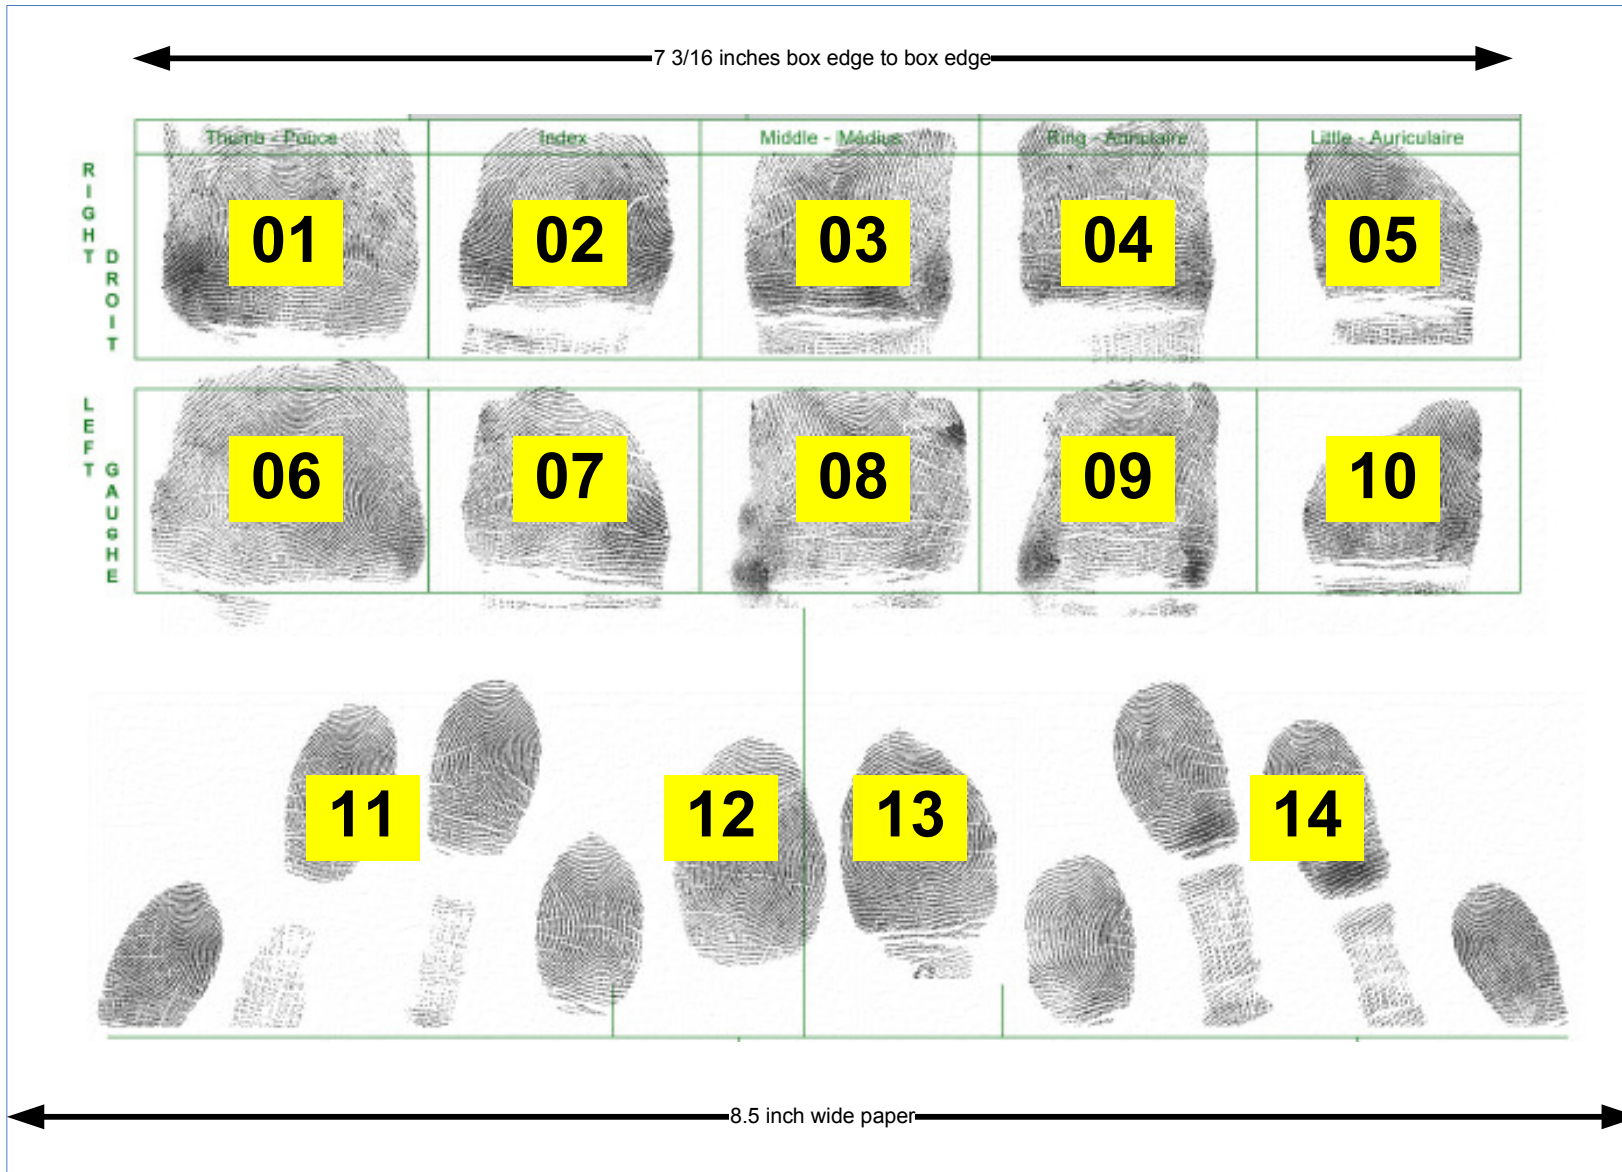 7 3/16 inches box edge to box edge
Thumb - Pouce Index Middle - Médius Ring - Annulaire Little - Auriculaire
RIGHT
DROIT
01 02 03 04 05
LEFT
GAUGHE
06 07 08 09 10
11 12 13 14
8.5 inch wide paper